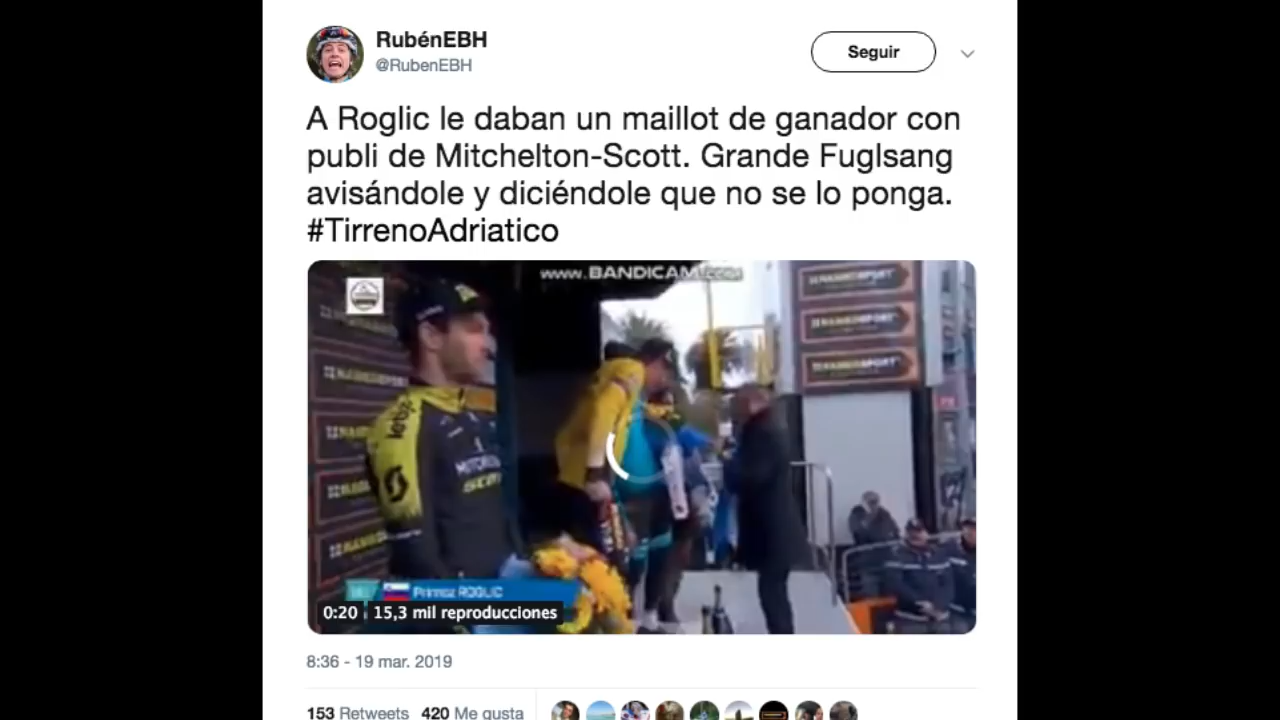 RubénEBH
@RubenEBH
Seguir
A Roglic le daban un maillot de ganador con
publi de Mitchelton-Scott. Grande Fuglsang
avisándole y diciéndole que no se lo ponga.
#TirrenoAdriatico
www.BANDICAM.com
SCOTT
Primoz ROGLIC
0:20
15,3 mil reproducciones
8:36 - 19 mar. 2019
153 Retweets 420 Me gusta